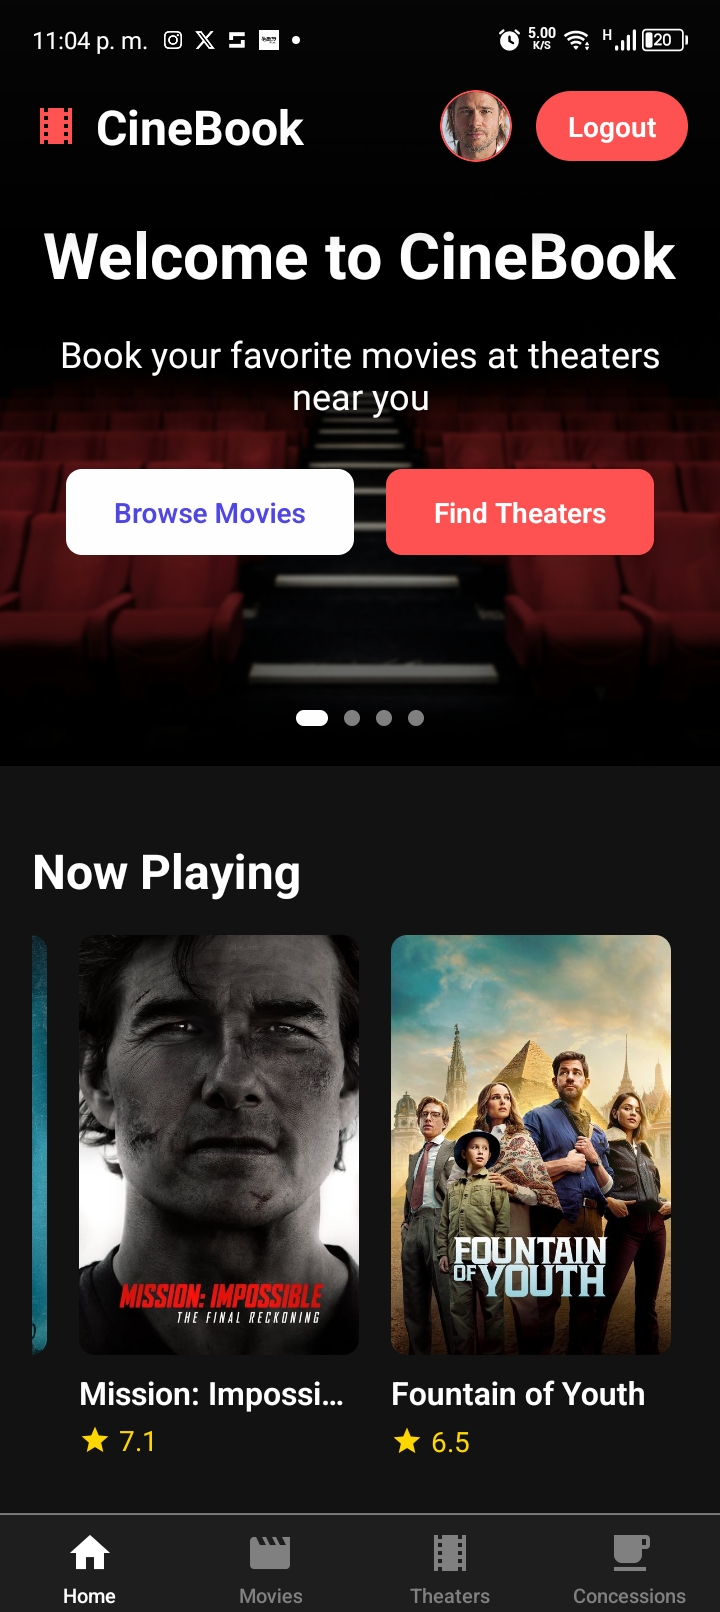 11:04 p. m.
5.00
K/S
H
20
CineBook
Logout
Welcome to CineBook
Book your favorite movies at theaters
near you
Browse Movies
Find Theaters
Now Playing
MISSION: IMPOSSIBLE
THE FINAL RECKONING
FOUNTAIN
OF YOUTH
Mission: Impossi...
Fountain of Youth
7.1
6.5
Home
Movies
Theaters
Concessions